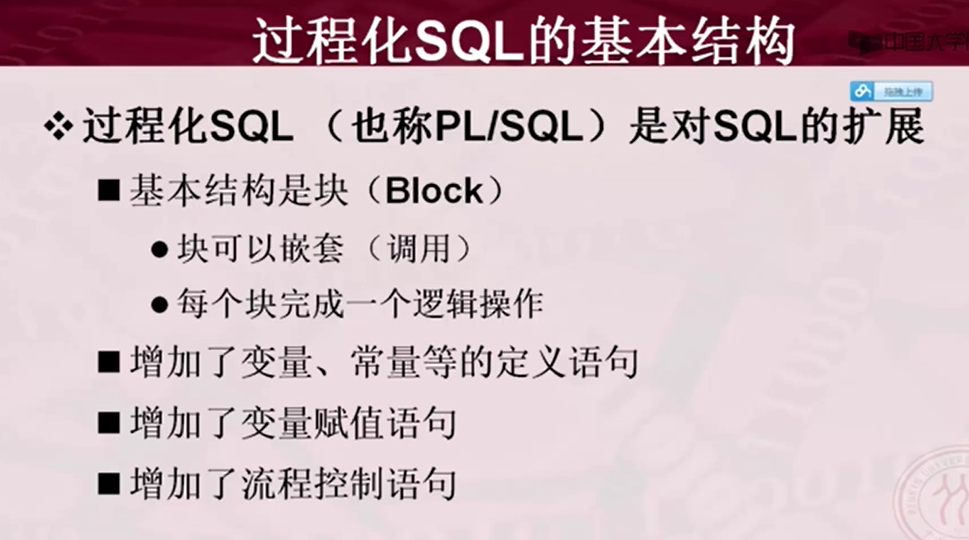 过程化SQL的基本结构
中国大学
拖拽上传
过程化SQL （也称PL/SQL）是对SQL的扩展
基本结构是块（Block）
块可以嵌套 （调用）
每个块完成一个逻辑操作
增加了变量、常量等的定义语句
增加了变量赋值语句
增加了流程控制语句